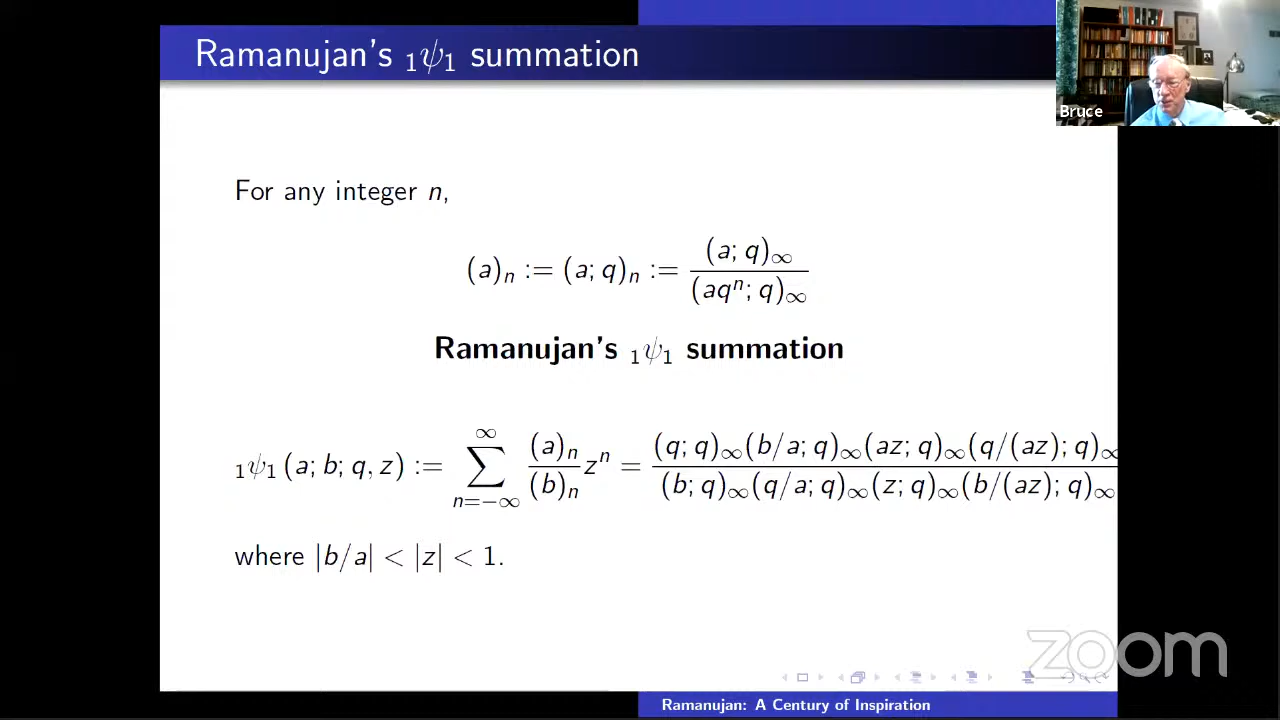 Ramanujan's ₁ψ₁ summation
Bruce
For any integer n,
(a)ₙ := (a; q)ₙ := (a; q)∞ / (aqⁿ; q)∞
Ramanujan's ₁ψ₁ summation
₁ψ₁ (a; b; q, z) := ∑_{n=−∞}^{∞} (a)ₙ / (b)ₙ zⁿ = (q; q)∞(b/a; q)∞(az; q)∞(q/(az); q)∞ / (b; q)∞(q/a; q)∞(z; q)∞(b/(az); q)∞
where |b/a| < |z| < 1.
zoom
Ramanujan: A Century of Inspiration